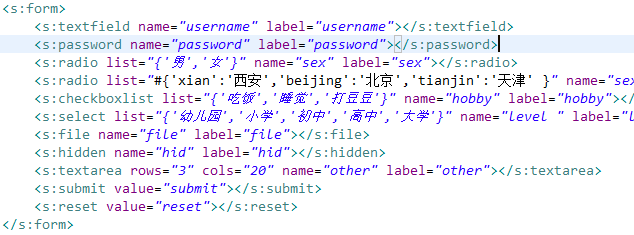 <s:form>
<s:textfield name="username" label="username"></s:textfield>
<s:password name="password" label="password"></s:password>
<s:radio list="{'男','女'}" name="sex" label="sex"></s:radio>
<s:radio list="#{'xian':'西安','beijing':'北京','tianjin':'天津' }" name="sex
<s:checkboxlist list="{'吃饭','睡觉','打豆豆'}" name="hobby" label="hobby"></
<s:select list="{'幼儿园','小学','初中','高中','大学'}" name="level " label="l
<s:file name="file" label="file"></s:file>
<s:hidden name="hid" label="hid"></s:hidden>
<s:textarea rows="3" cols="20" name="other" label="other"></s:textarea>
<s:submit value="submit"></s:submit>
<s:reset value="reset"></s:reset>
</s:form>